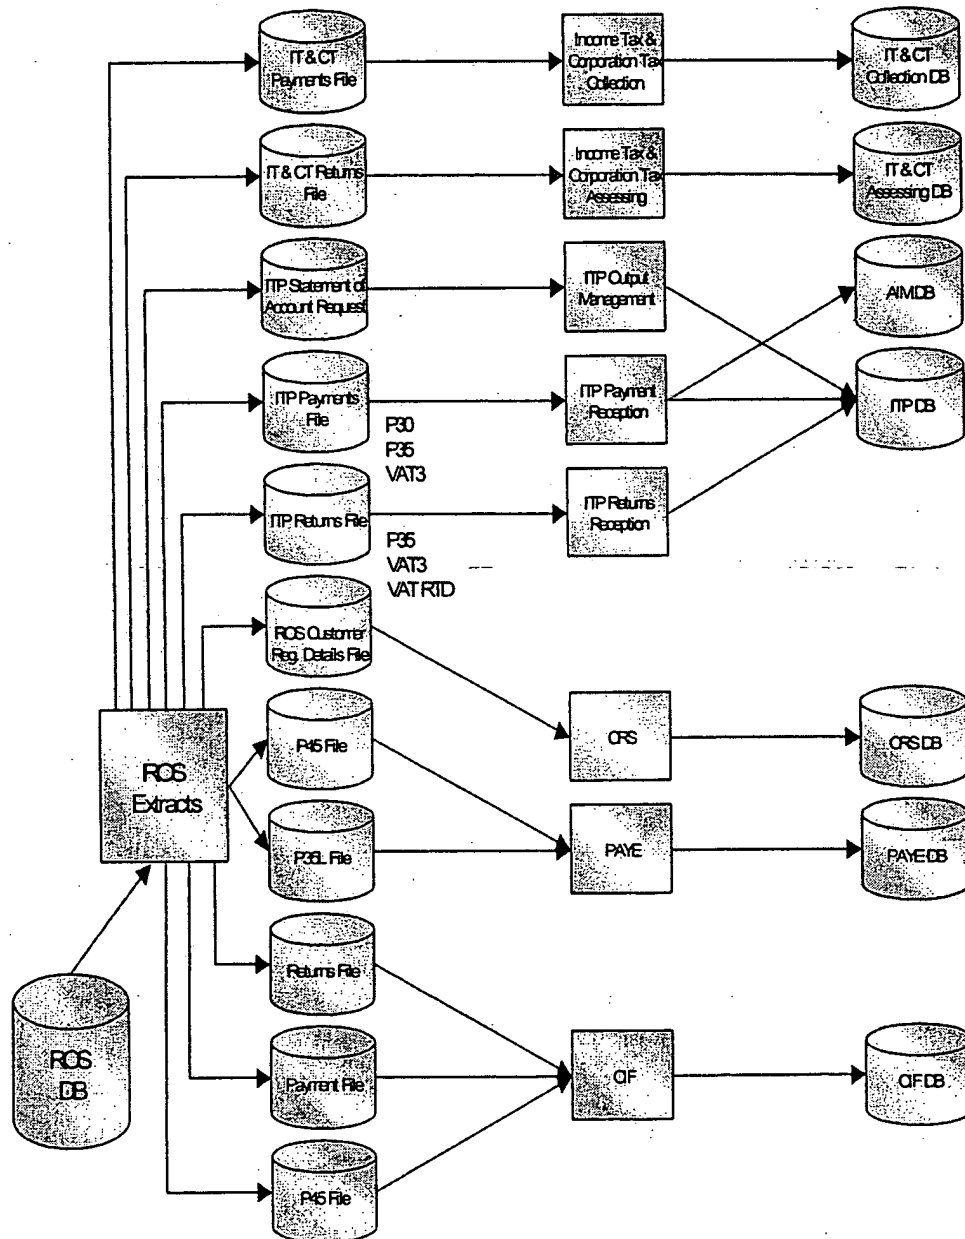 IT & CT
Payments File
Income Tax &
Corporation Tax
Collection
IT & CT
Collection DB
IT & CT Returns
File
Income Tax &
Corporation Tax
Assessing
IT & CT
Assessing DB
ITP Statement of
Account Request
ITP Output
Management
AIM DB
ITP Payments
File
P30
P35
VAT3
ITP Payment
Reception
ITP DB
ITP Returns File
P35
VAT3
VAT RTD
ITP Returns
Reception
ROS Customer
Reg. Details File
P45 File
CRS
CRS DB
ROS
Extracts
P35L File
PAYE
PAYE DB
Returns File
ROS
DB
Payment File
CIF
CIF DB
P45 File